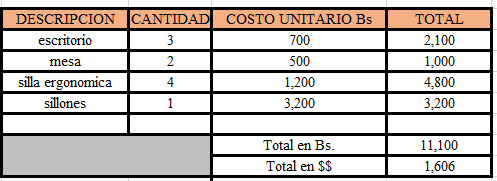 DESCRIPCION CANTIDAD COSTO UNITARIO Bs TOTAL
escritorio 3 700 2,100
mesa 2 500 1,000
silla ergonomica 4 1,200 4,800
sillones 1 3,200 3,200
Total en Bs. 11,100
Total en $$ 1,606